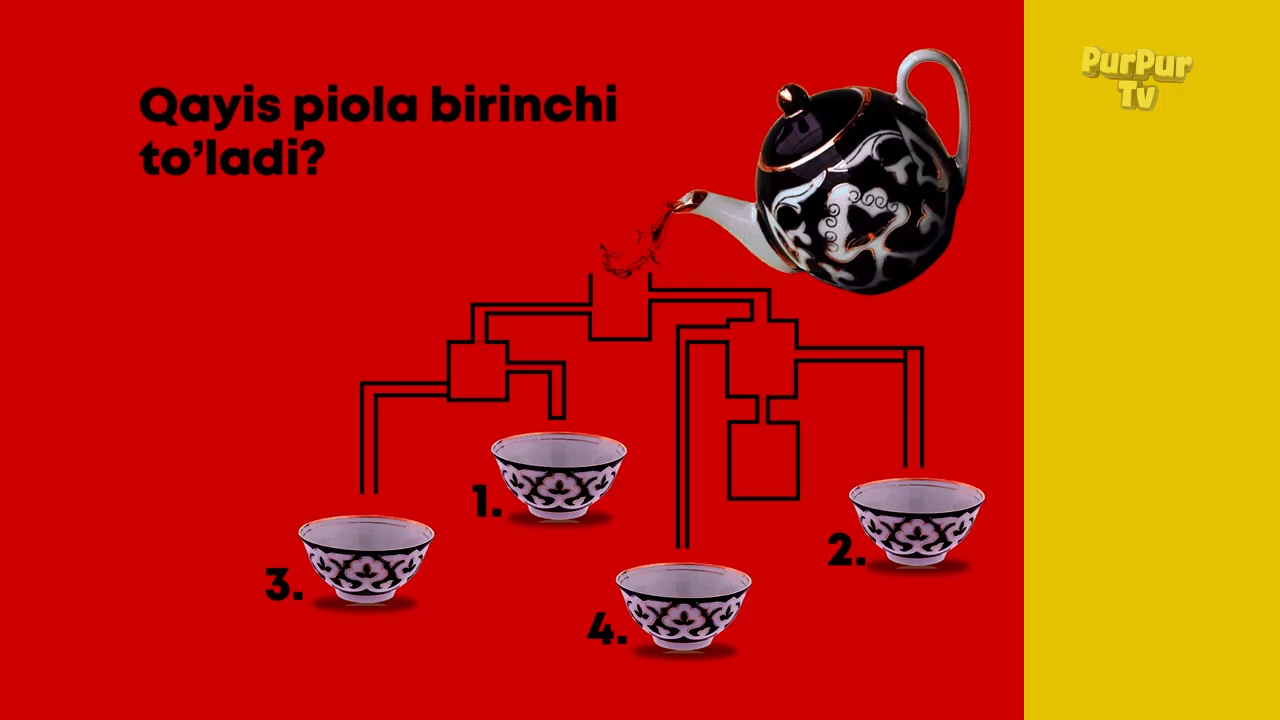 Qayis piola birinchi
to’ladi?
PurPur
Tv
1.
2.
3.
4.